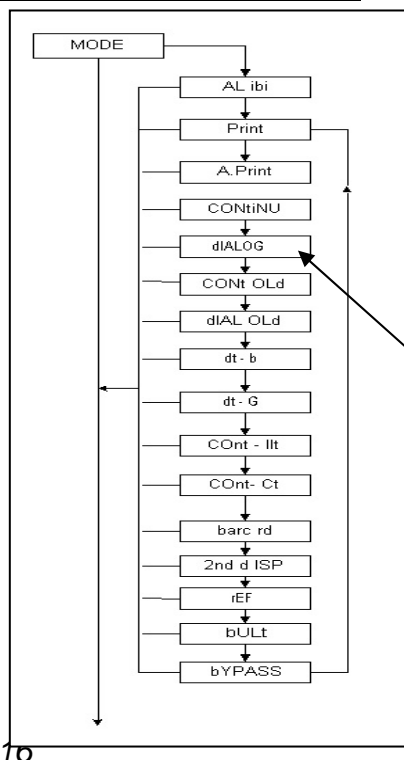 MODE
AL ibi
Print
A.Print
CONtiNU
dIALOG
CONt OLd
dIAL OLd
dt - b
dt - G
COnt - IIt
COnt- Ct
barc rd
2nd d ISP
rEF
bULt
bYPASS
16